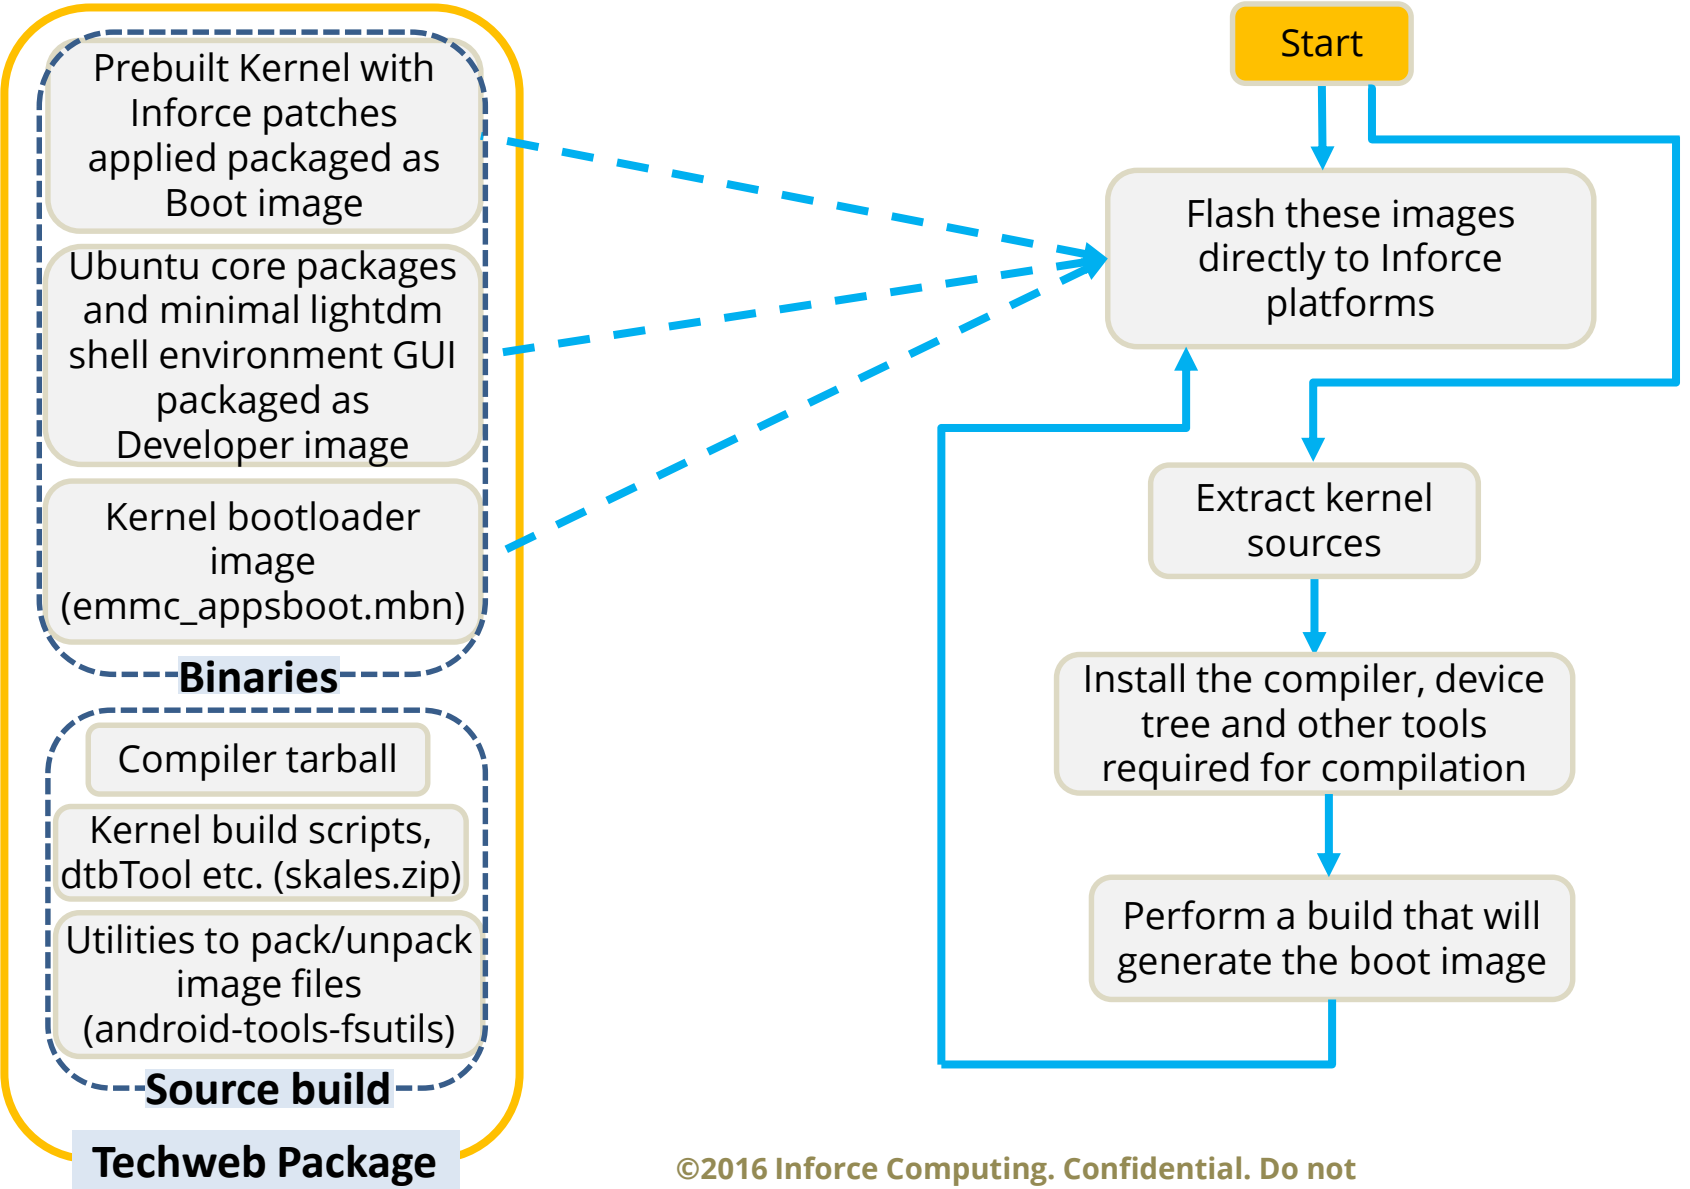 Prebuilt Kernel with
Inforce patches
applied packaged as
Boot image
Ubuntu core packages
and minimal lightdm
shell environment GUI
packaged as
Developer image
Kernel bootloader
image
(emmc_appsboot.mbn)
Binaries
Compiler tarball
Kernel build scripts,
dtbTool etc. (skales.zip)
Utilities to pack/unpack
image files
(android-tools-fsutils)
Source build
Techweb Package
Start
Flash these images
directly to Inforce
platforms
Extract kernel
sources
Install the compiler, device
tree and other tools
required for compilation
Perform a build that will
generate the boot image
©2016 Inforce Computing. Confidential. Do not